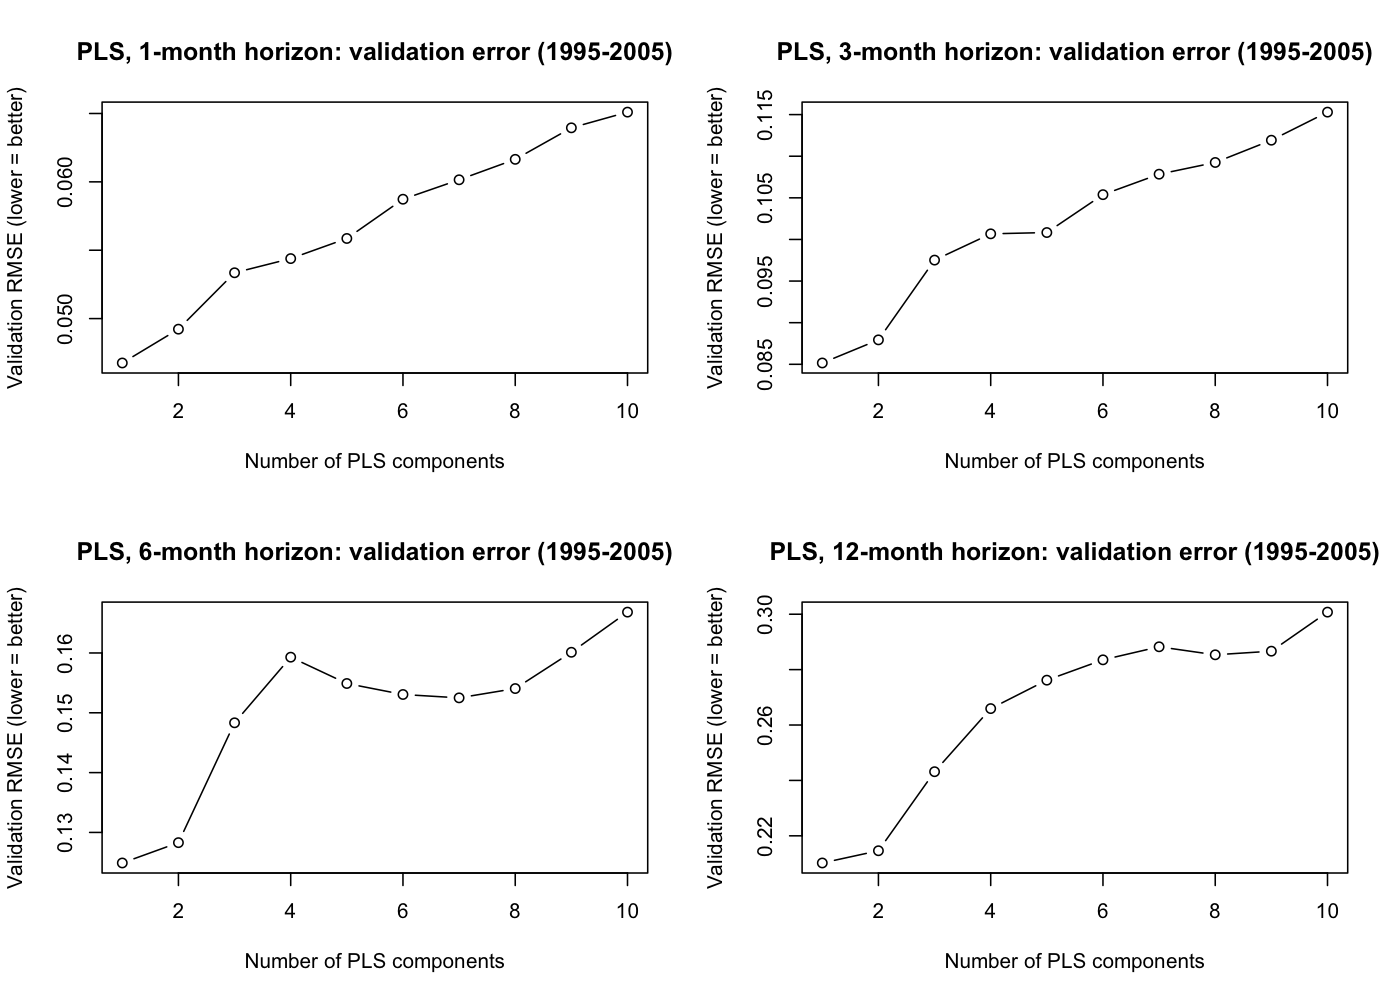 PLS, 1-month horizon: validation error (1995-2005)
Validation RMSE (lower = better)
0.060
0.050
2 4 6 8 10
Number of PLS components
PLS, 3-month horizon: validation error (1995-2005)
Validation RMSE (lower = better)
0.115
0.105
0.095
0.085
2 4 6 8 10
Number of PLS components
PLS, 6-month horizon: validation error (1995-2005)
Validation RMSE (lower = better)
0.16
0.15
0.14
0.13
2 4 6 8 10
Number of PLS components
PLS, 12-month horizon: validation error (1995-2005)
Validation RMSE (lower = better)
0.30
0.26
0.22
2 4 6 8 10
Number of PLS components